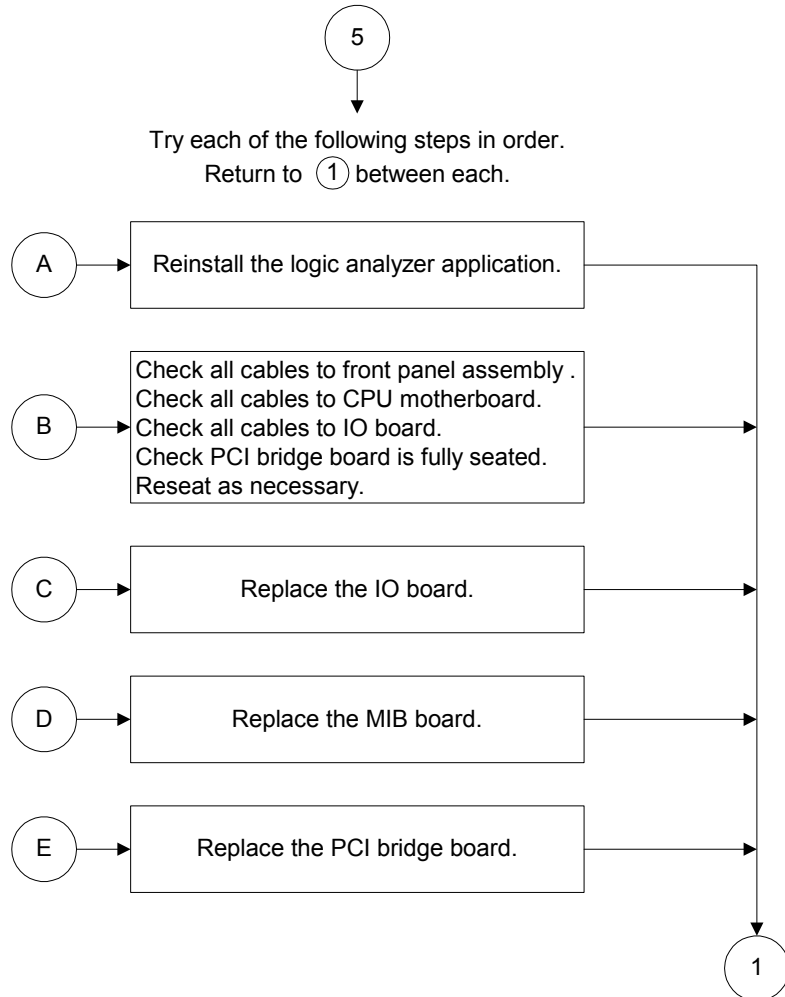 5
Try each of the following steps in order.
Return to 1 between each.
A
Reinstall the logic analyzer application.
B
Check all cables to front panel assembly .
Check all cables to CPU motherboard.
Check all cables to IO board.
Check PCI bridge board is fully seated.
Reseat as necessary.
C
Replace the IO board.
D
Replace the MIB board.
E
Replace the PCI bridge board.
1